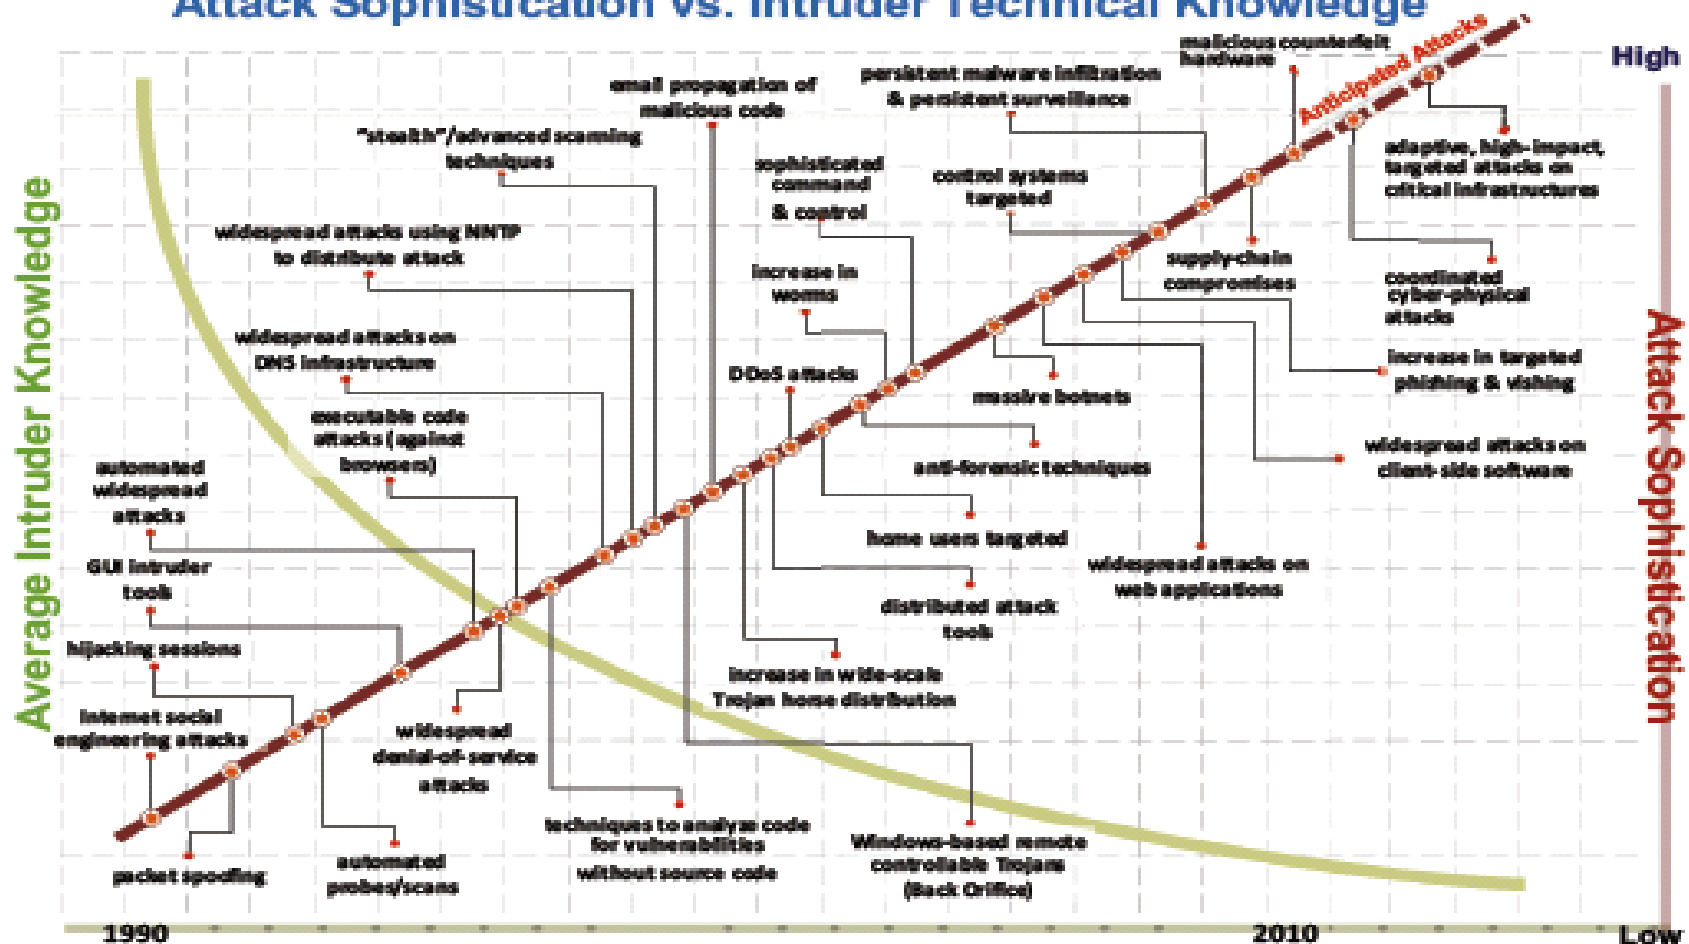 Attack Sophistication vs. Intruder Technical Knowledge
High
Average Intruder Knowledge
Attack Sophistication
Anticipated Attacks
malicious counterfeit
hardware
persistent malware infiltration
& persistent surveillance
email propagation of
malicious code
"stealth"/advanced scanning
techniques
sophisticated
command
& control
control systems
targeted
adaptive, high-impact,
targeted attacks on
critical infrastructures
widespread attacks using NNTP
to distribute attack
increase in
worms
supply-chain
compromises
coordinated
cyber-physical
attacks
widespread attacks on
DNS infrastructure
DDoS attacks
massive botnets
increase in targeted
phishing & vishing
executable code
attacks (against
browsers)
automated
widespread
attacks
anti-forensic techniques
widespread attacks on
client-side software
GUI intruder
tools
home users targeted
widespread attacks on
web applications
distributed attack
tools
hijacking sessions
increase in wide-scale
Trojan horse distribution
Internet social
engineering attacks
widespread
denial-of-service
attacks
techniques to analyze code
for vulnerabilities
without source code
Windows-based remote
controllable Trojans
(Back Orifice)
automated
probes/scans
packet spoofing
1990
2010
Low